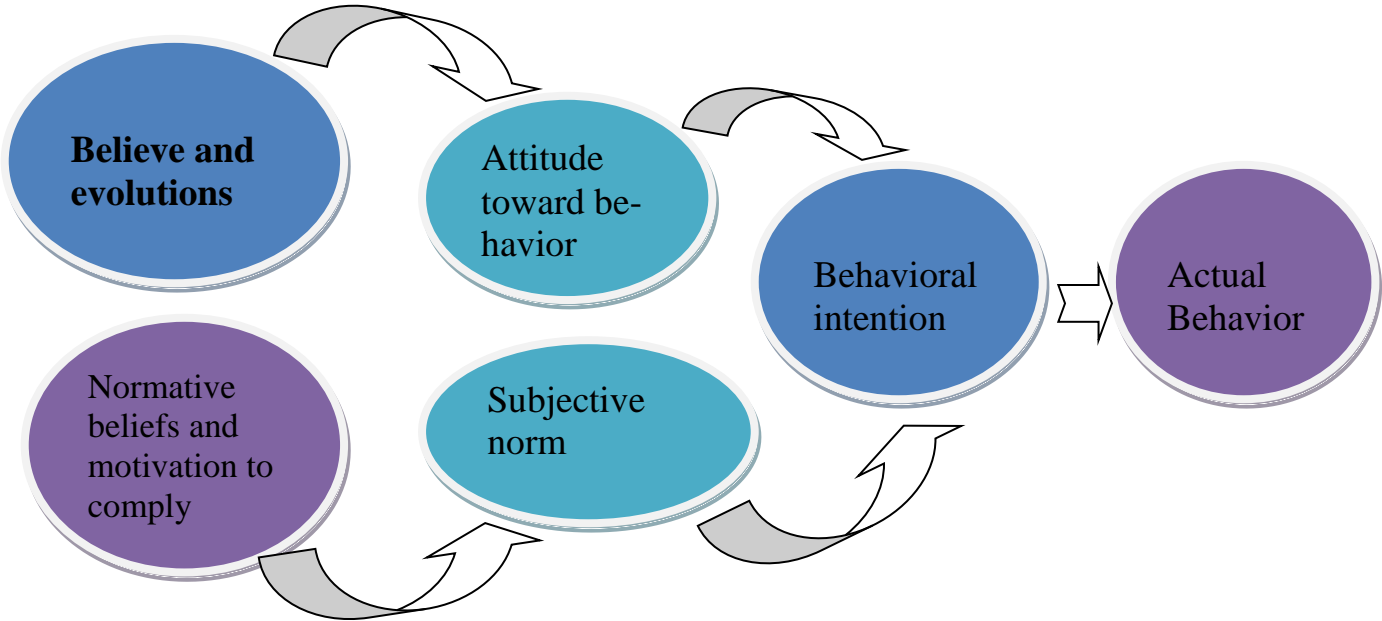 Believe and
evolutions
Attitude
toward be-
havior
Behavioral
intention
Actual
Behavior
Normative
beliefs and
motivation to
comply
Subjective
norm